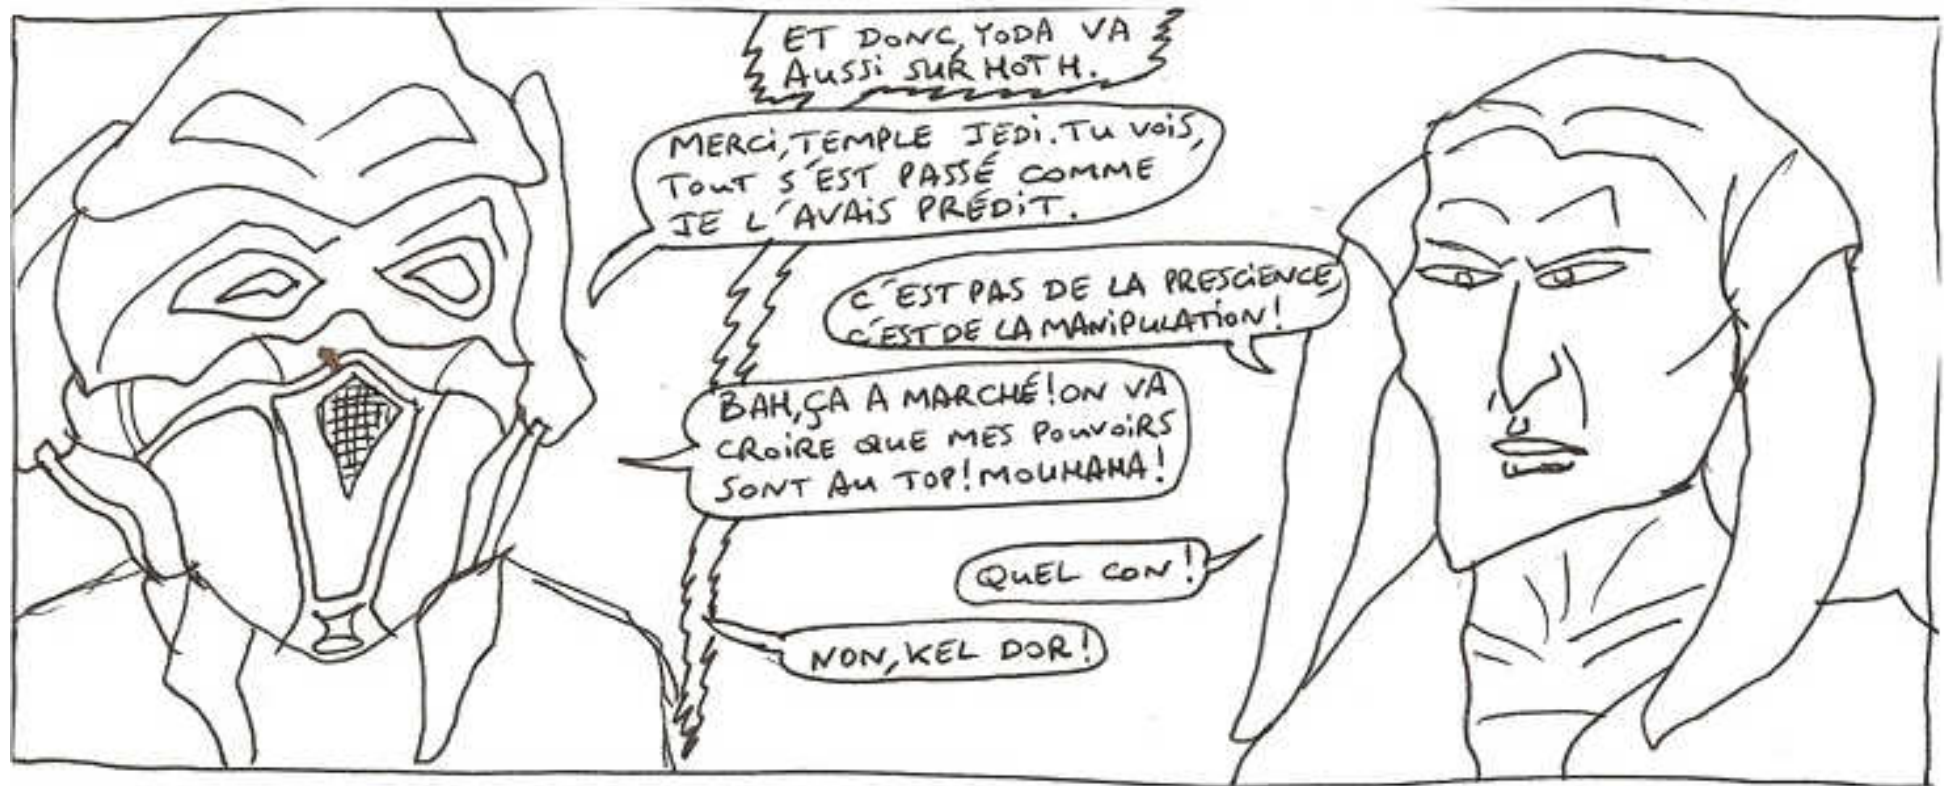 ET DONC, YODA VA
AUSSi SUR HOTH.
MERCi, TEMPLE JEDi. TU VOiS,
TOUT S'EST PASSÉ COMME
JE L'AVAiS PRÉDiT.
C'EST PAS DE LA PRESCiENCE,
C'EST DE LA MANiPULATiON!
BAH, ÇA A MARCHÉ! ON VA
CROiRE QUE MES POUVOiRS
SONT AU TOP! MOUHAHA!
QUEL CON!
NON, KEL DOR!